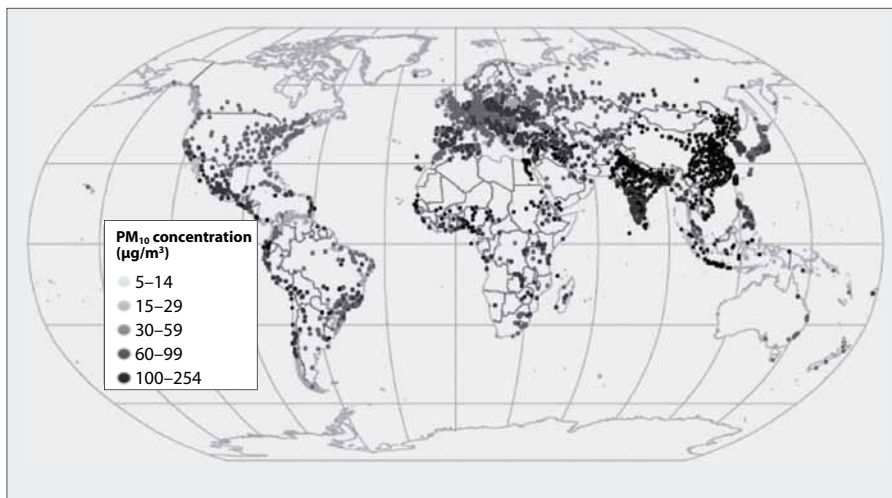 PM₁₀ concentration
(µg/m³)
5–14
15–29
30–59
60–99
100–254